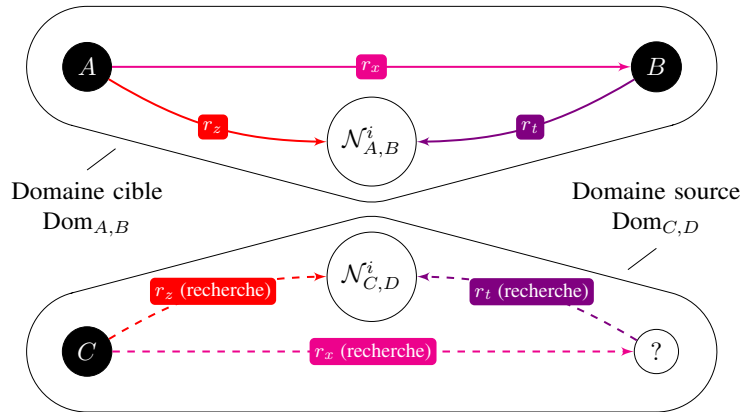 A r_x B
r_z r_t
𝒩^i_{A,B}
Domaine cible
Dom_{A,B}
Domaine source
Dom_{C,D}
𝒩^i_{C,D}
r_z (recherche) r_t (recherche)
C r_x (recherche) ?